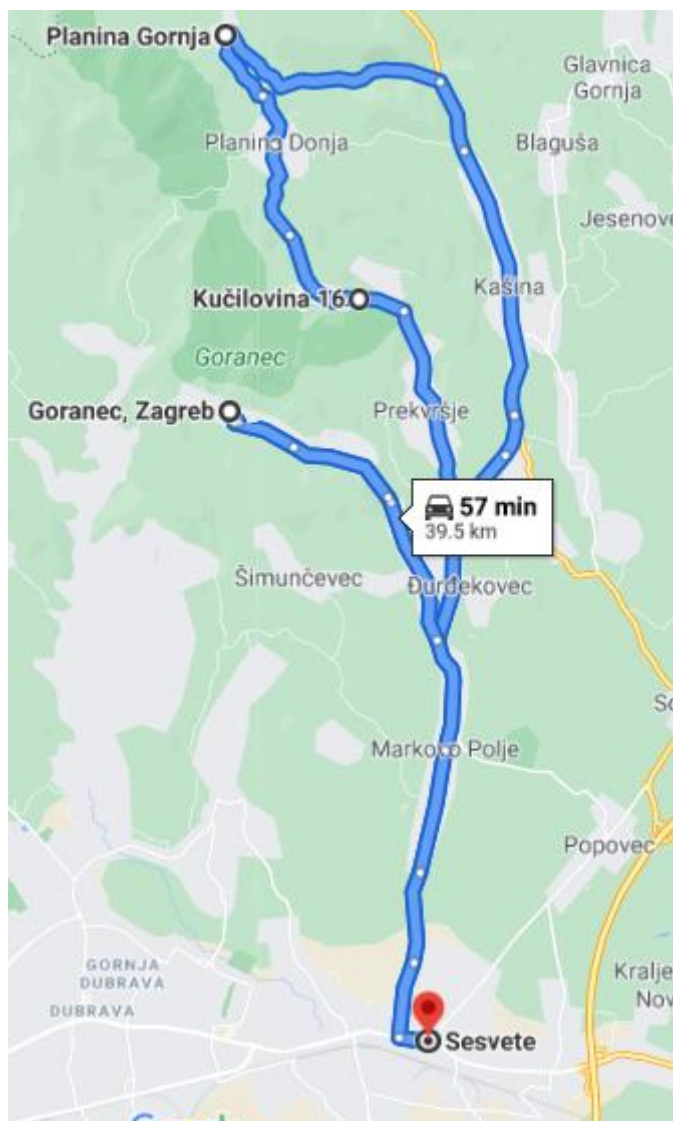 Planina Gornja
Glavnica
Gornja
Planina Donja
Blaguša
Kašina
Kučilovina 16
Goranec
Goranec, Zagreb
Prekvršje
57 min
39.5 km
Šimunčevec
Đurđekovec
Markovo Polje
Popovec
GORNJA
DUBRAVA
DUBRAVA
Kralje
Nov
Sesvete